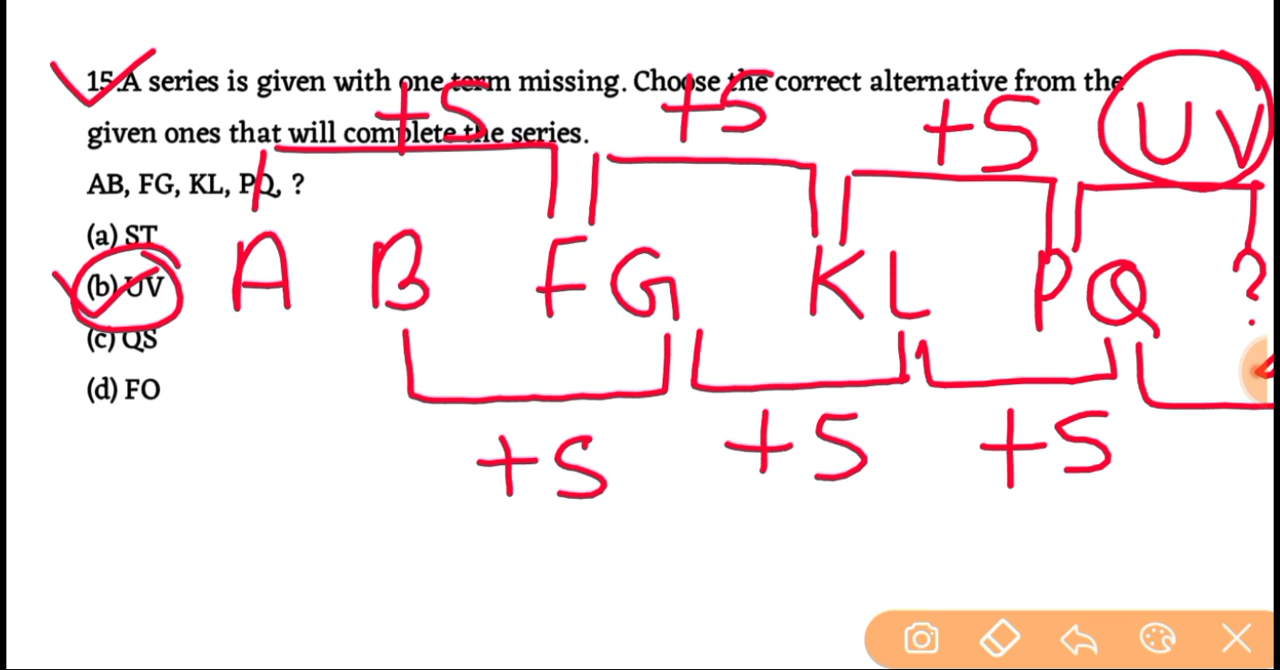 15.A series is given with one term missing. Choose the correct alternative from the
given ones that will complete the series.
AB, FG, KL, PQ, ?
(a) ST
(b) UV
(c) QS
(d) FO
+5 +5 +5 UV
A B FG KL PQ ?
+5 +5 +5